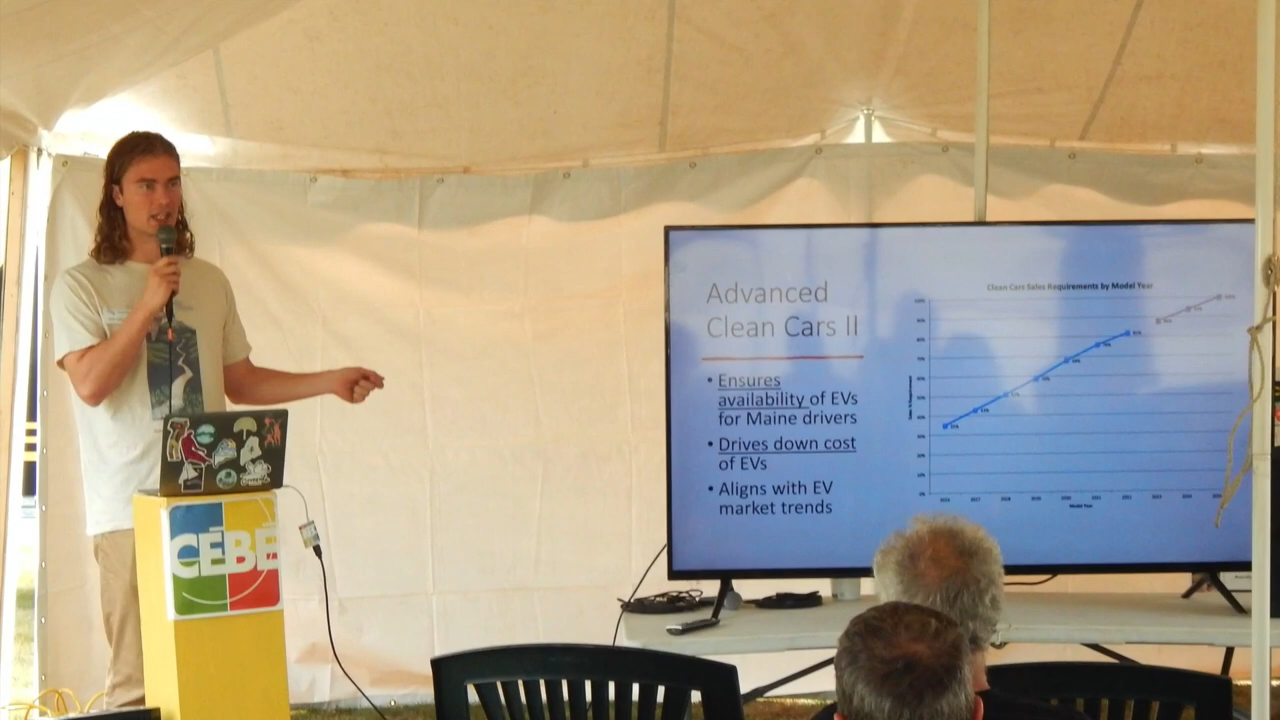 Advanced
Clean Cars II
• Ensures
availability of EVs
for Maine drivers
• Drives down cost
of EVs
• Aligns with EV
market trends
Clean Cars Sales Requirements by Model Year
Model Year
CĒBĒ